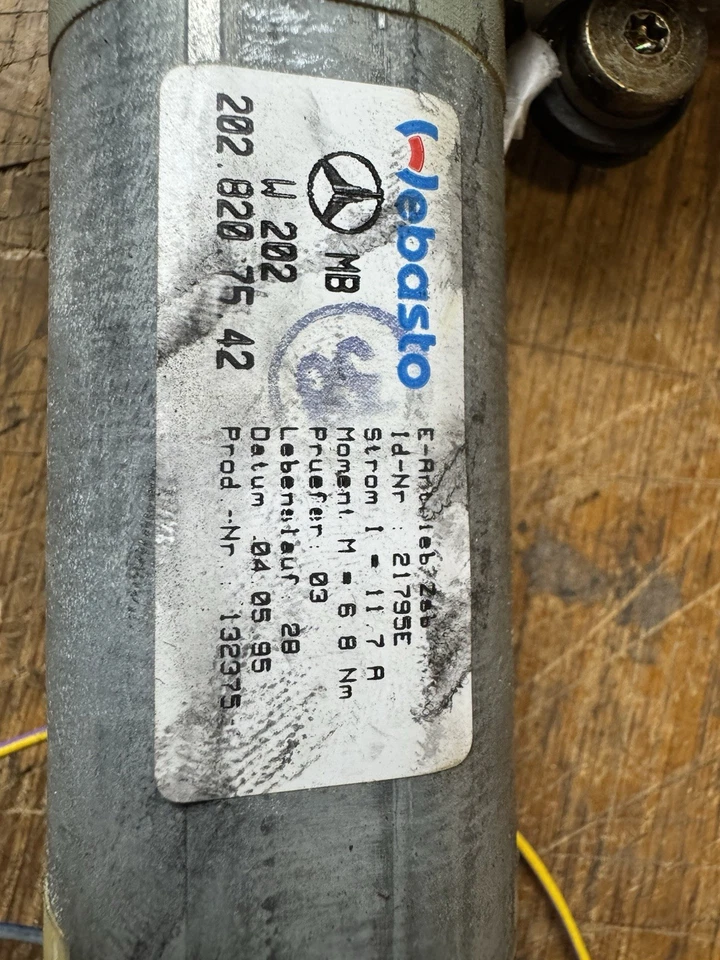 Webasto
MB
W 202
202 820 75 42
E-Antrieb Zsb
Id-Nr : 21795E
Strom I = 11.7 A
Moment M = 6.8 Nm
Pruefer : 03
Lebenslauf : 28
Datum 04 05 95
Prod.-Nr. : 132375